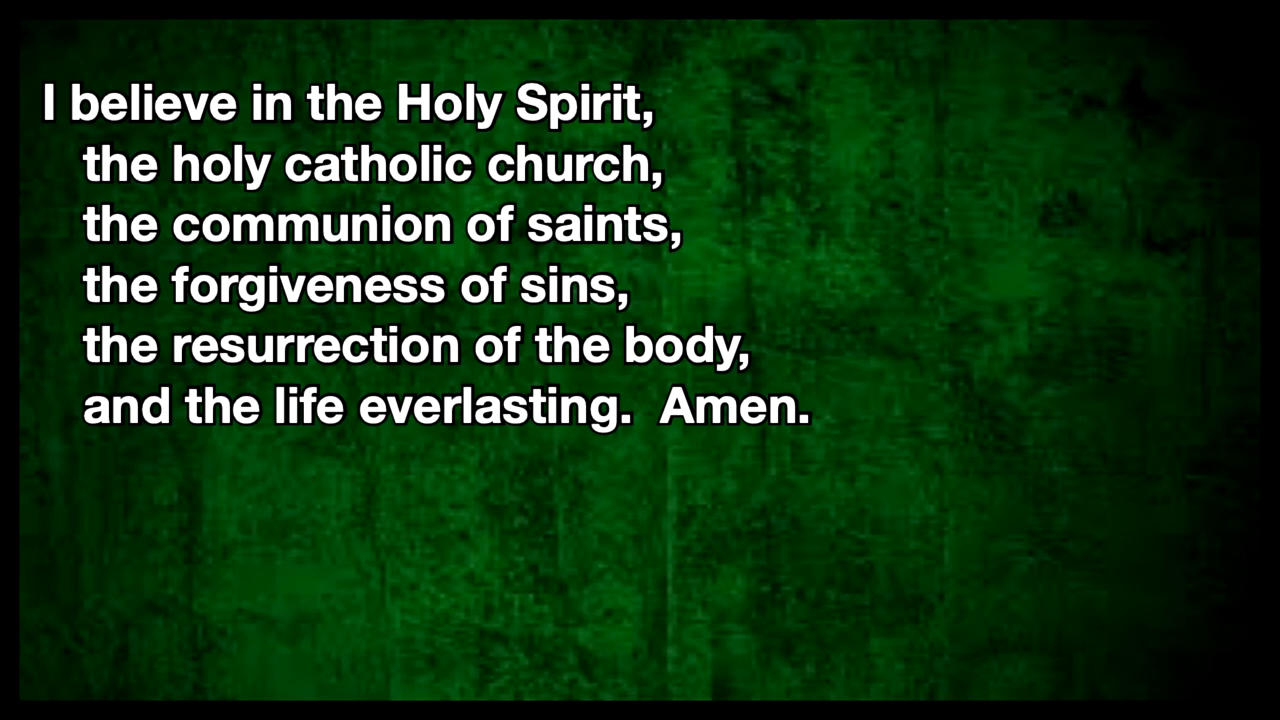 I believe in the Holy Spirit,
the holy catholic church,
the communion of saints,
the forgiveness of sins,
the resurrection of the body,
and the life everlasting.  Amen.